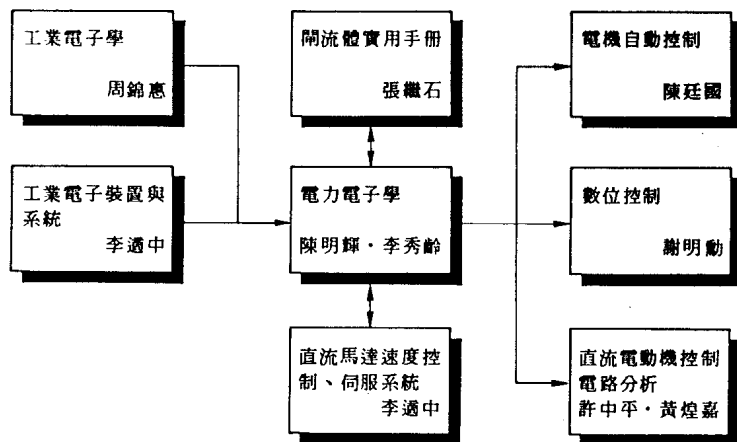 工業電子學
周錦惠
閘流體實用手册
張繼石
電機自動控制
陳廷國
工業電子裝置與
系統
李適中
電力電子學
陳明輝·李秀齡
數位控制
謝明勳
直流馬達速度控
制、伺服系統
李適中
直流電動機控制
電路分析
許中平·黃煌嘉